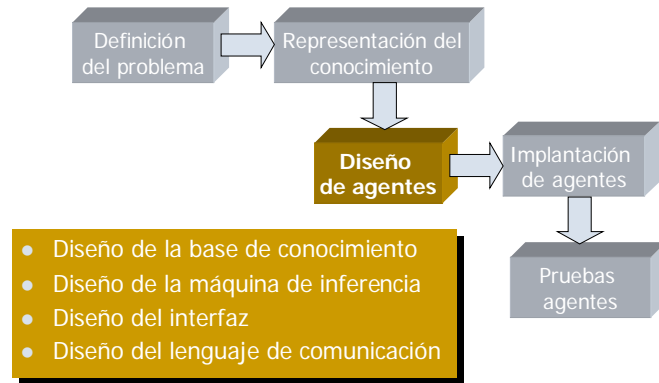 Definición
del problema
Representación del
conocimiento
Diseño
de agentes
Implantación
de agentes
Pruebas
agentes
Diseño de la base de conocimiento
Diseño de la máquina de inferencia
Diseño del interfaz
Diseño del lenguaje de comunicación